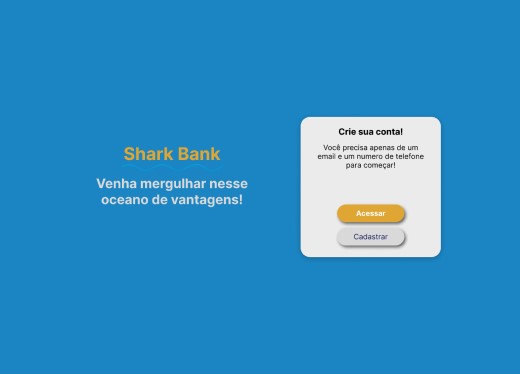 Shark Bank
Venha mergulhar nesse
oceano de vantagens!
Crie sua conta!
Você precisa apenas de um
email e um numero de telefone
para começar!
Acessar
Cadastrar